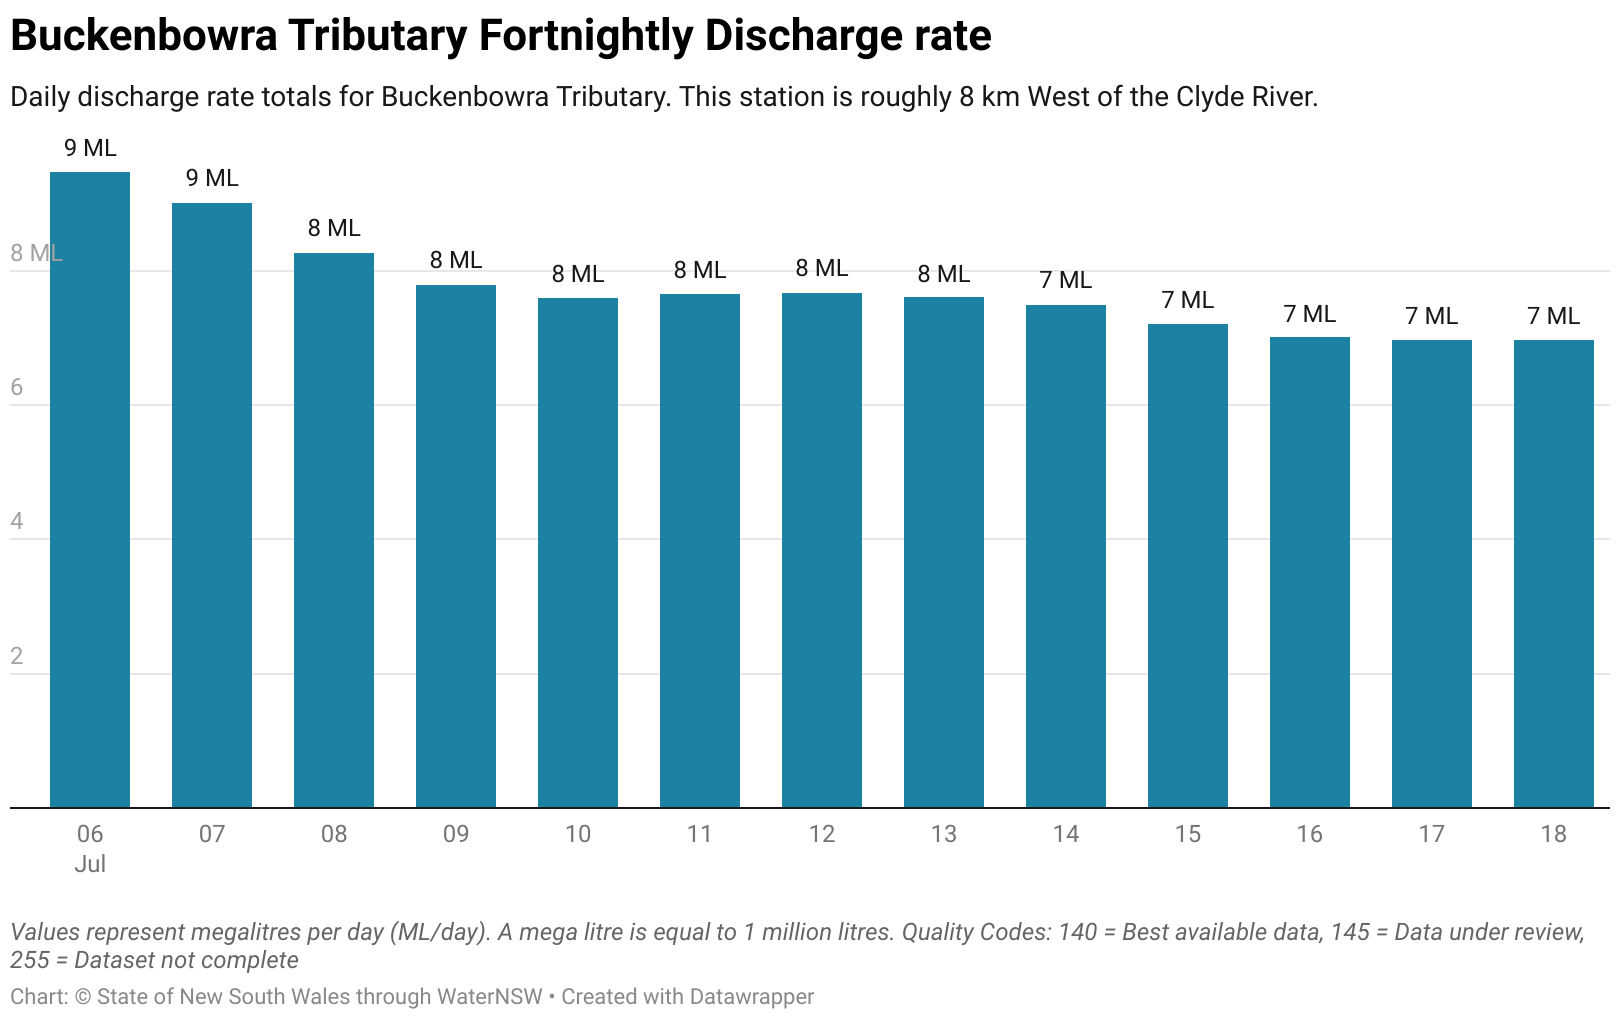 Buckenbowra Tributary Fortnightly Discharge rate
Daily discharge rate totals for Buckenbowra Tributary. This station is roughly 8 km West of the Clyde River.
9 ML
9 ML
8 ML
8 ML
8 ML
8 ML
8 ML
8 ML
7 ML
7 ML
7 ML
7 ML
7 ML
8 ML
6
4
2
06 07 08 09 10 11 12 13 14 15 16 17 18
Jul
Values represent megalitres per day (ML/day). A mega litre is equal to 1 million litres. Quality Codes: 140 = Best available data, 145 = Data under review,
255 = Dataset not complete
Chart: © State of New South Wales through WaterNSW • Created with Datawrapper